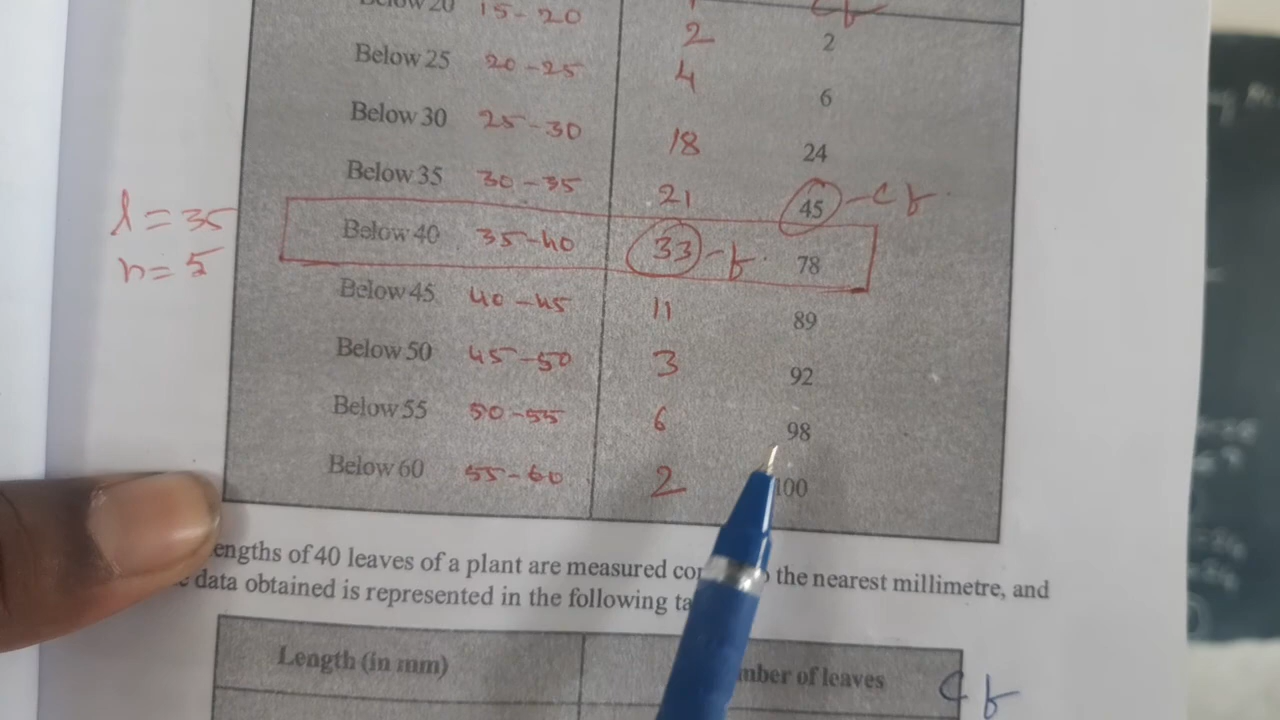 Below 20 15-20 2 2
Below 25 20-25 4 6
Below 30 25-30 18 24
Below 35 30-35 21 45 -cf
l=35
Below 40 35-40 33 -f 78
h=5
Below 45 40-45 11 89
Below 50 45-50 3 92
Below 55 50-55 6 98
Below 60 55-60 2 100
engths of 40 leaves of a plant are measured co the nearest millimetre, and
data obtained is represented in the following ta
Length (in mm) mber of leaves cf